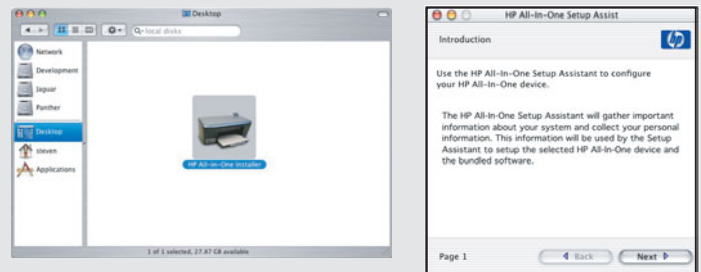 Desktop
local disks
Network
Development
Jaguar
Panther
Desktop
steven
Applications
HP All-in-One Installer
1 of 1 selected, 27.87 GB available
HP All-In-One Setup Assist
Introduction
hp
Use the HP All-In-One Setup Assistant to configure
your HP All-In-One device.
The HP All-In-One Setup Assistant will gather important
information about your system and collect your personal
information. This information will be used by the Setup
Assistant to setup the selected HP All-In-One device and
the bundled software.
Page 1
Back
Next